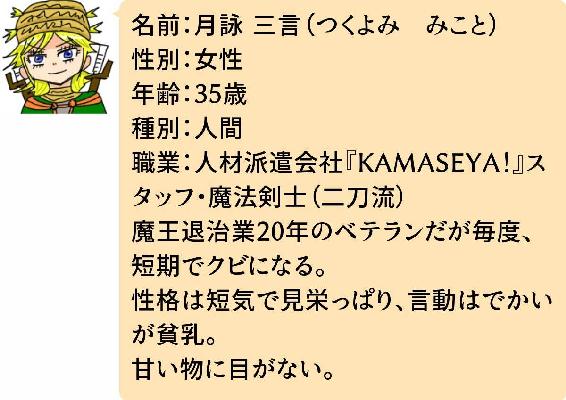 名前：月詠 三言（つくよみ　みこと）
性別：女性
年齢：35歳
種別：人間
職業：人材派遣会社『KAMASEYA！』ス
タッフ・魔法剣士（二刀流）
魔王退治業20年のベテランだが毎度、
短期でクビになる。
性格は短気で見栄っぱり、言動はでかい
が貧乳。
甘い物に目がない。